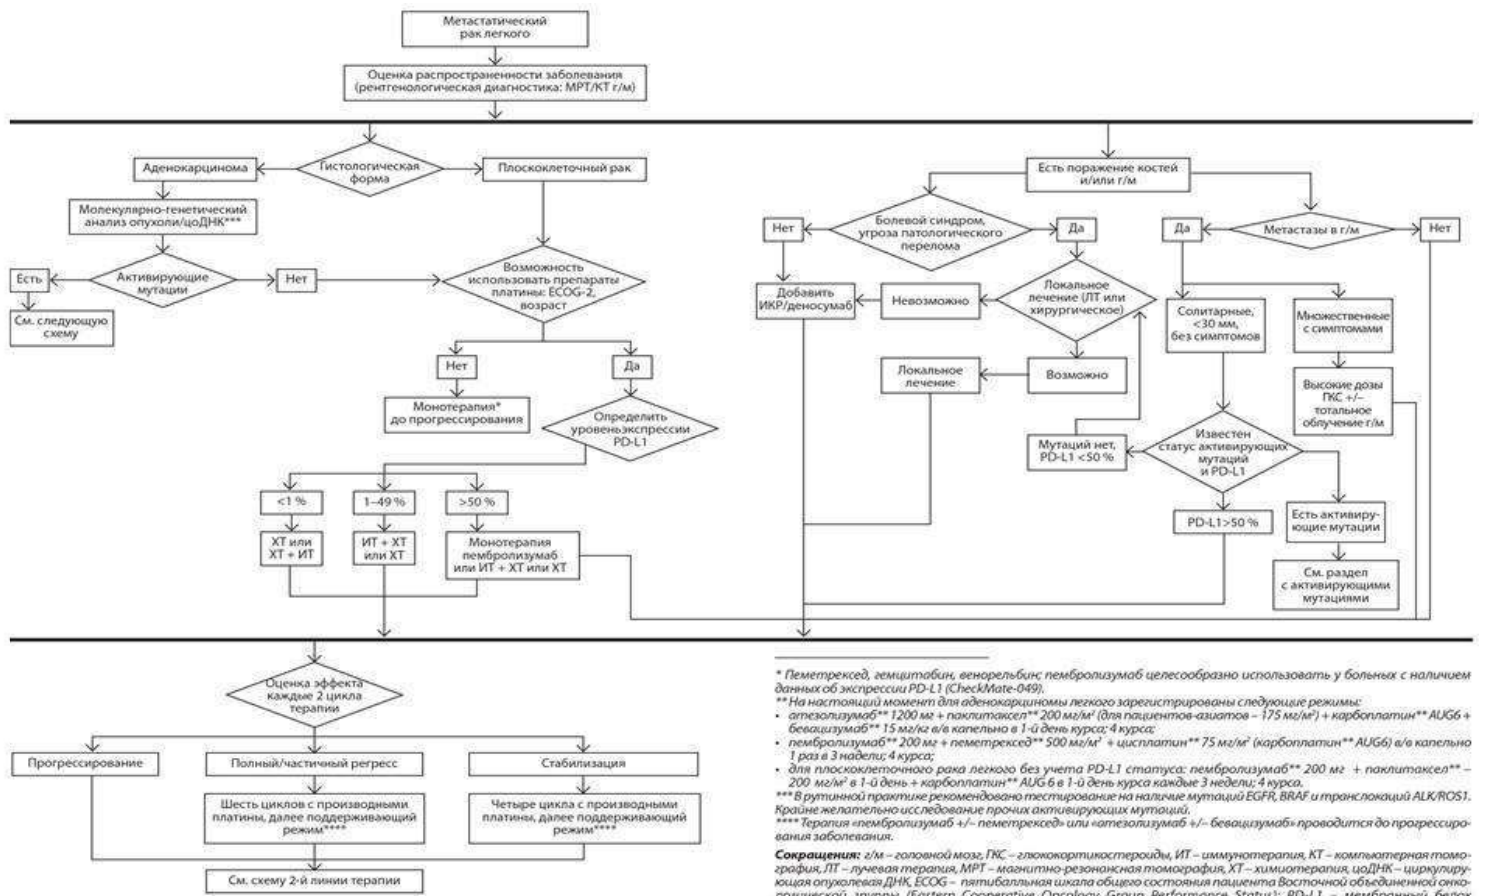 Метастатический
рак легкого
Оценка распространенности заболевания
(рентгенологическая диагностика: МРТ/КТ г/м)
Аденокарцинома
Гистологическая
форма
Плоскоклеточный рак
Молекулярно-генетический
анализ опухоли/цоДНК***
Есть
Активирующие
мутации
Нет
Возможность
использовать препараты
платины: ECOG-2,
возраст
См. следующую
схему
Нет
Да
Монотерапия*
до прогрессирования
Определить
уровеньэкспрессии
PD-L1
<1 %
1–49 %
>50 %
ХТ или
ХТ + ИТ
ИТ + ХТ
или ХТ
Монотерапия
пембролизумаб
или ИТ + ХТ или ХТ
Есть поражение костей
и/или г/м
Нет
Болевой синдром,
угроза патологического
перелома
Да
Да
Метастазы в г/м
Нет
Добавить
ИКР/деносумаб
Невозможно
Локальное
лечение (ЛТ или
хирургическое)
Солитарные,
<30 мм,
без симптомов
Множественные
с симптомами
Локальное
лечение
Возможно
Высокие дозы
ГКС +/–
тотальное
облучение г/м
Мутаций нет,
PD-L1 <50 %
Известен
статус активирующих
мутаций
и PD-L1
PD-L1>50 %
Есть активиру-
ющие мутации
См. раздел
с активирующими
мутациями
Оценка эффекта
каждые 2 цикла
терапии
Прогрессирование
Полный/частичный регресс
Стабилизация
Шесть циклов с производными
платины, далее поддерживающий
режим****
Четыре цикла с производными
платины, далее поддерживающий
режим****
См. схему 2-й линии терапии
* Пеметрексед, гемцитабин, венорельбин; пембролизумаб целесообразно использовать у больных с наличием
данных об экспрессии PD-L1 (CheckMate-049).
** На настоящий момент для аденокарциномы легкого зарегистрированы следующие режимы:
• атезолизумаб** 1200 мг + паклитаксел** 200 мг/м² (для пациентов-азиатов – 175 мг/м²) + карбоплатин** AUG6 +
бевацизумаб** 15 мг/кг в/в капельно в 1-й день курса; 4 курса;
• пембролизумаб** 200 мг + пеметрексед** 500 мг/м² + цисплатин** 75 мг/м² (карбоплатин** AUG6) в/в капельно
1 раз в 3 недели; 4 курса;
• для плоскоклеточного рака легкого без учета PD-L1 статуса: пембролизумаб** 200 мг + паклитаксел** –
200 мг/м² в 1-й день + карбоплатин** AUG 6 в 1-й день курса каждые 3 недели; 4 курса.
*** В рутинной практике рекомендовано тестирование на наличие мутаций EGFR, BRAF и транслокаций ALK/ROS1.
Крайне желательно исследование прочих активирующих мутаций.
**** Терапия «пембролизумаб +/– пеметрексед» или «атезолизумаб +/– бевацизумаб» проводится до прогрессиро-
вания заболевания.
Сокращения: г/м – головной мозг, ГКС – глюкокортикостероиды, ИТ – иммунотерапия, КТ – компьютерная томо-
графия, ЛТ – лучевая терапия, МРТ – магнитно-резонансная томография, ХТ – химиотерапия, цоДНК – циркулиру-
ющая опухолевая ДНК, ECOG – пятибалльная шкала общего состояния пациента Восточной объединенной онко-
логической группы (Eastern Cooperative Oncology Group Performance Status); PD-L1 – мембранный белок